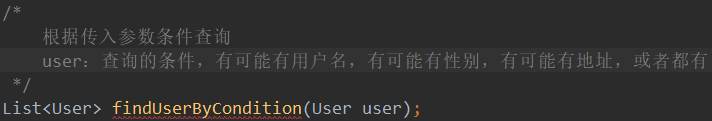 /*
根据传入参数条件查询
user: 查询的条件，有可能有用户名，有可能有性别，有可能有地址，或者都有
*/
List<User> findUserByCondition(User user);